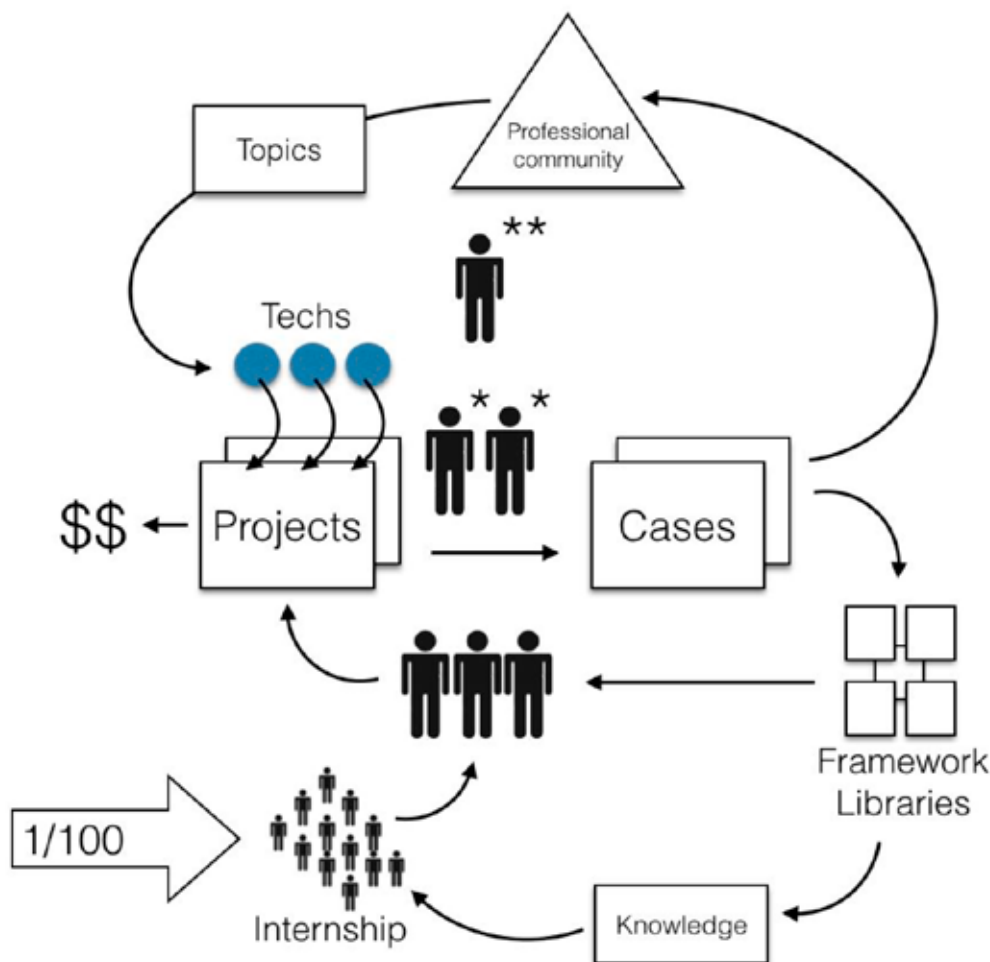 Professional
community
Topics
**
Techs
* *
Projects
Cases
$$
Framework
Libraries
1/100
Internship
Knowledge